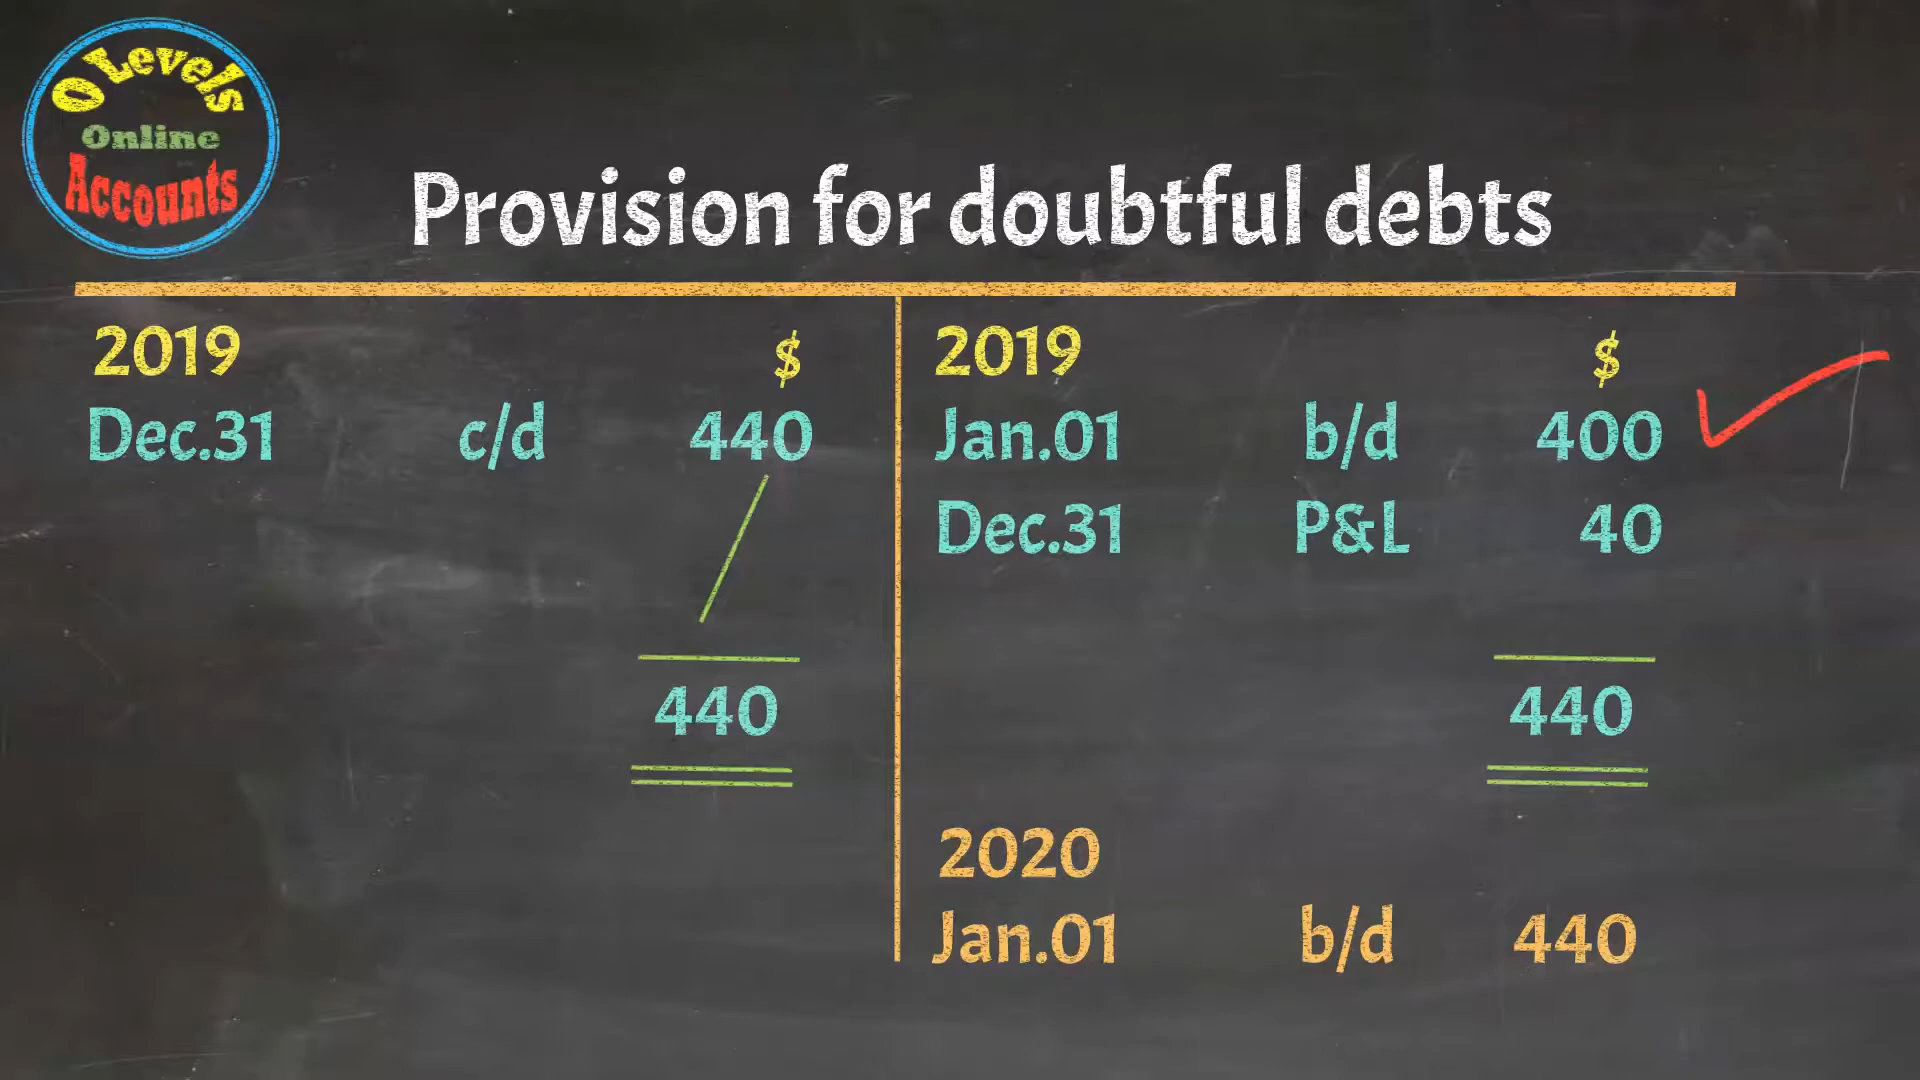 O Levels
Online
Accounts
Provision for doubtful debts
2019 $ 2019 $
Dec.31 c/d 440 Jan.01 b/d 400
Dec.31 P&L 40
440 440
2020
Jan.01 b/d 440